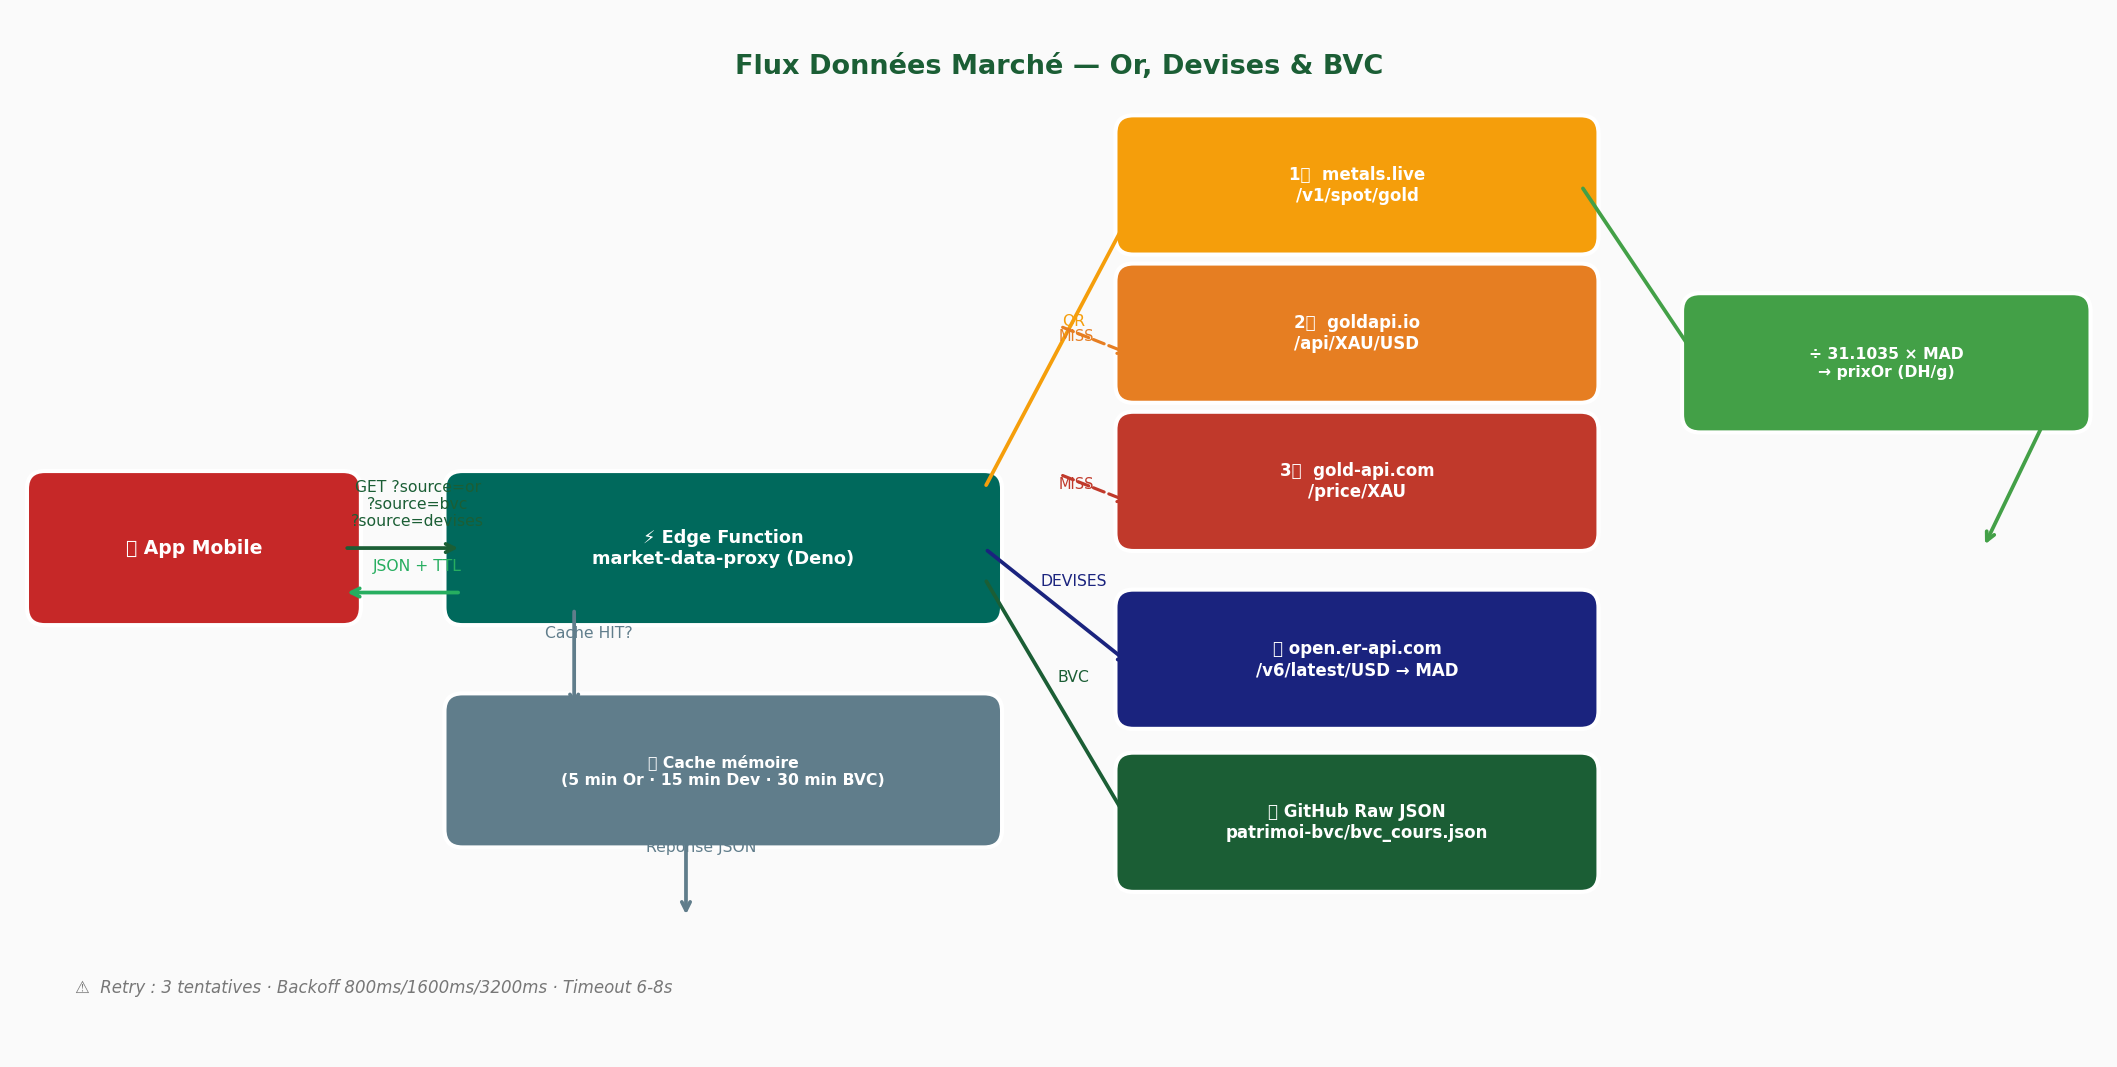 Flux Données Marché — Or, Devises & BVC
1 metals.live
/v1/spot/gold
OR
MISS
2 goldapi.io
/api/XAU/USD
÷ 31.1035 × MAD
→ prixOr (DH/g)
MISS
3 gold-api.com
/price/XAU
App Mobile
GET
JSON + TTL
⚡ Edge Function
market-data-proxy (Deno)
DEVISES
BVC
open.er-api.com
/v6/latest/USD → MAD
Cache HIT?
Cache mémoire
(5 min Or · 15 min Dev · 30 min BVC)
Réponse JSON
GitHub Raw JSON
patrimoi-bvc/bvc_cours.json
⚠ Retry : 3 tentatives · Backoff 800ms/1600ms/3200ms · Timeout 6-8s